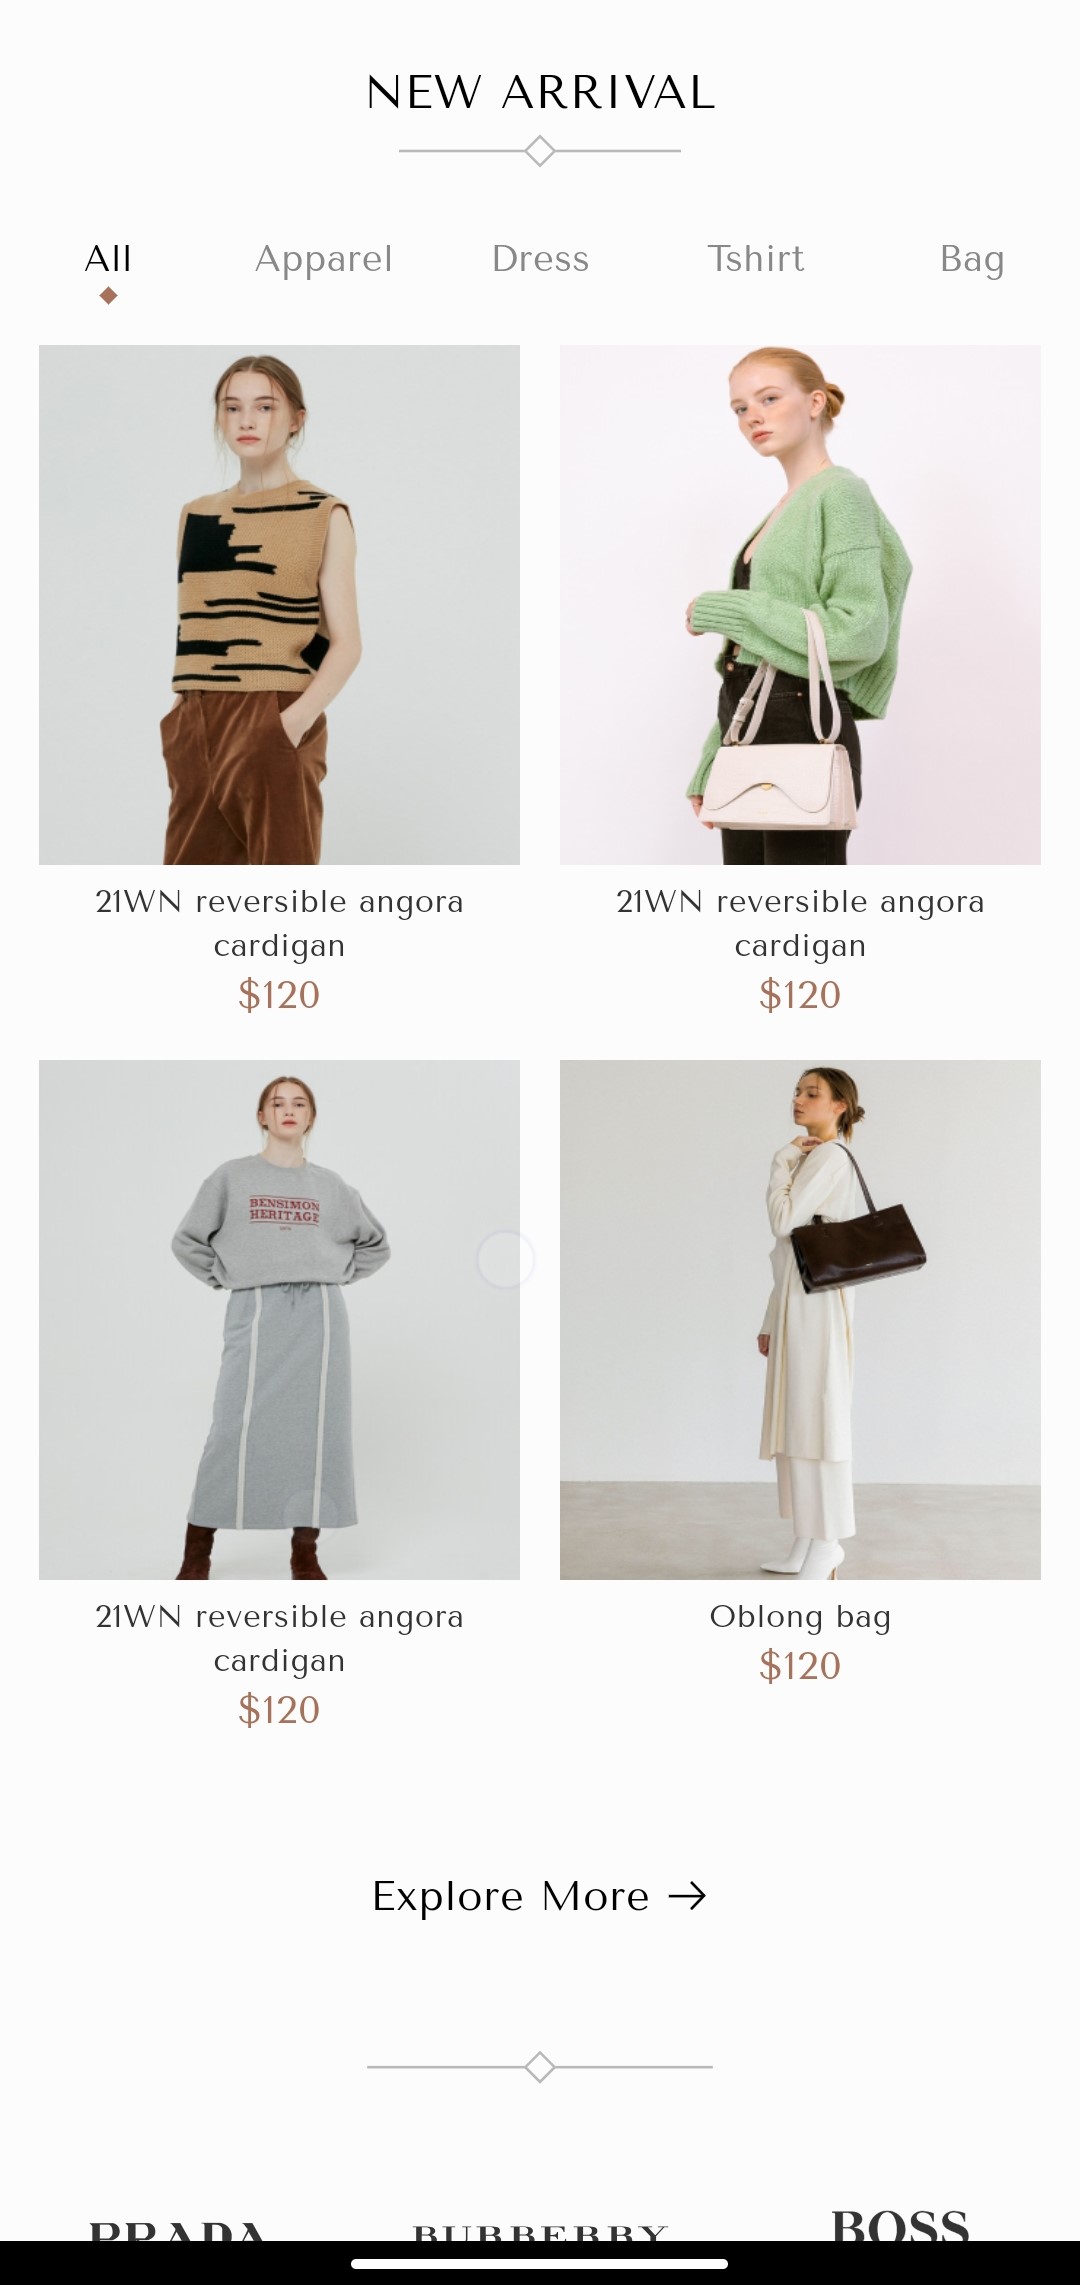 NEW ARRIVAL
All Apparel Dress Tshirt Bag
21WN reversible angora
cardigan
$120
21WN reversible angora
cardigan
$120
BENSIMON
HERITAGE
21WN reversible angora
cardigan
$120
Oblong bag
$120
Explore More →
PRADA BURBERRY BOSS